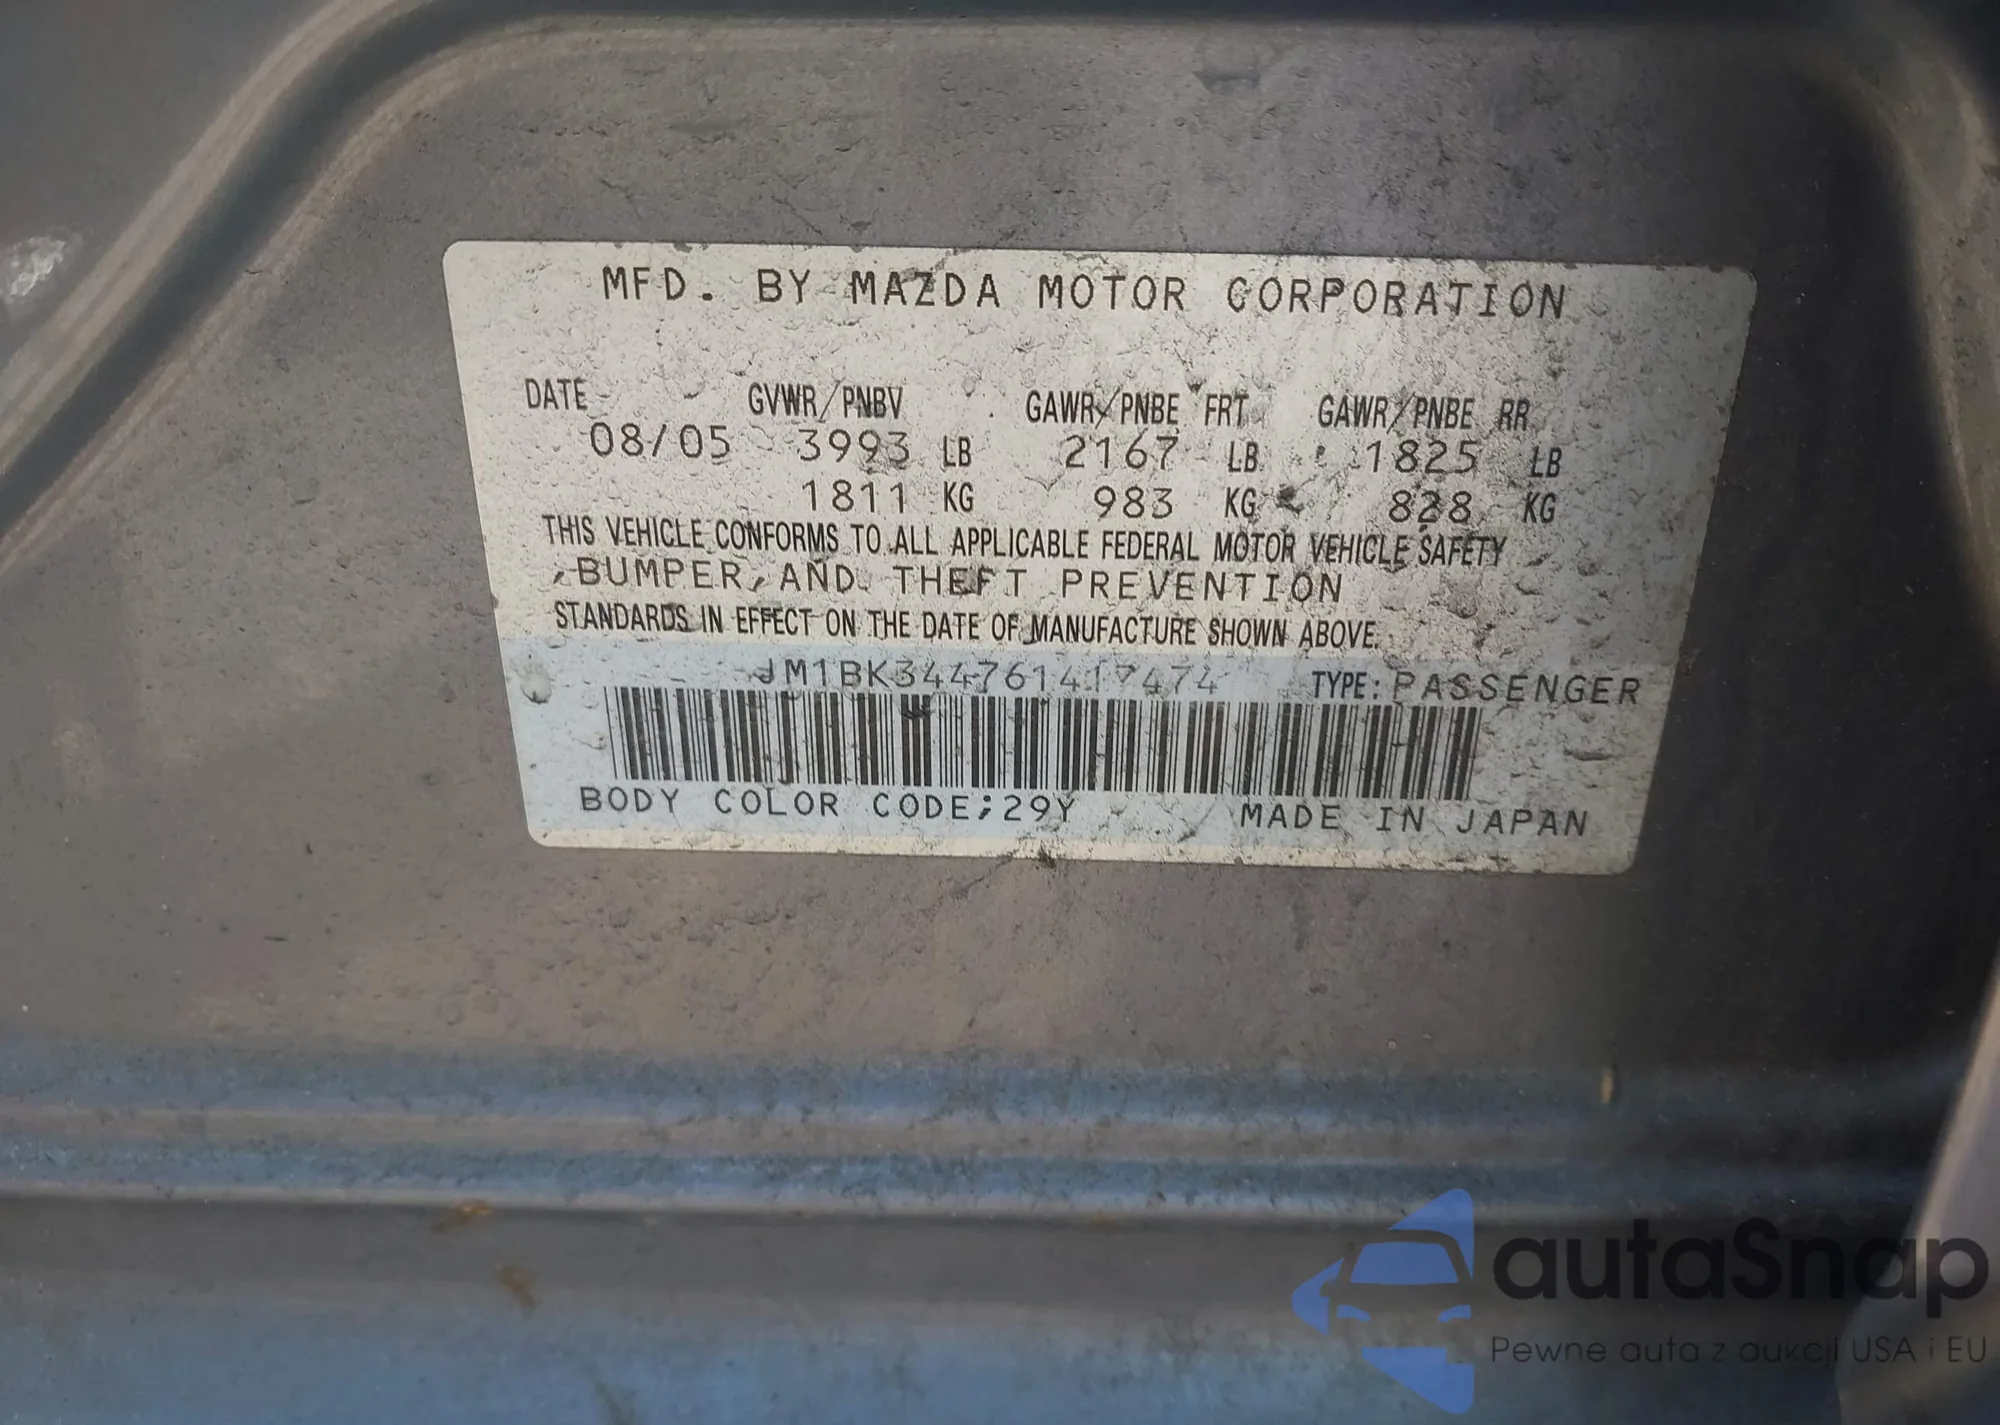 MFD. BY MAZDA MOTOR CORPORATION
DATE GVWR/PNBV GAWR/PNBE FRT GAWR/PNBE RR
08/05 3993 LB 2167 LB 1825 LB
1811 KG 983 KG 828 KG
THIS VEHICLE CONFORMS TO ALL APPLICABLE FEDERAL MOTOR VEHICLE SAFETY
,BUMPER, AND THEFT PREVENTION
STANDARDS IN EFFECT ON THE DATE OF MANUFACTURE SHOWN ABOVE.
JM1BK344761417474 TYPE: PASSENGER
BODY COLOR CODE;29Y MADE IN JAPAN
autaSnap
Pewne auta z aukcji USA i EU